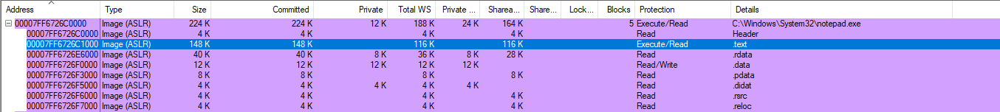 Address Type Size Committed Private Total WS Private ... Sharea... Share... Lock... Blocks Protection Details
00007FF6726C0000 Image (ASLR) 224 K 224 K 12 K 188 K 24 K 164 K 5 Execute/Read C:\Windows\System32\notepad.exe
00007FF6726C0000 Image (ASLR) 4 K 4 K 4 K 4 K Read Header
00007FF6726C1000 Image (ASLR) 148 K 148 K 116 K 116 K Execute/Read .text
00007FF6726E6000 Image (ASLR) 40 K 40 K 8 K 36 K 8 K 28 K Read .rdata
00007FF6726F0000 Image (ASLR) 12 K 12 K 12 K 12 K 12 K Read/Write .data
00007FF6726F3000 Image (ASLR) 8 K 8 K 8 K 8 K Read .pdata
00007FF6726F5000 Image (ASLR) 4 K 4 K 4 K 4 K 4 K Read .didat
00007FF6726F6000 Image (ASLR) 4 K 4 K 4 K 4 K Read .rsrc
00007FF6726F7000 Image (ASLR) 4 K 4 K 4 K 4 K Read .reloc